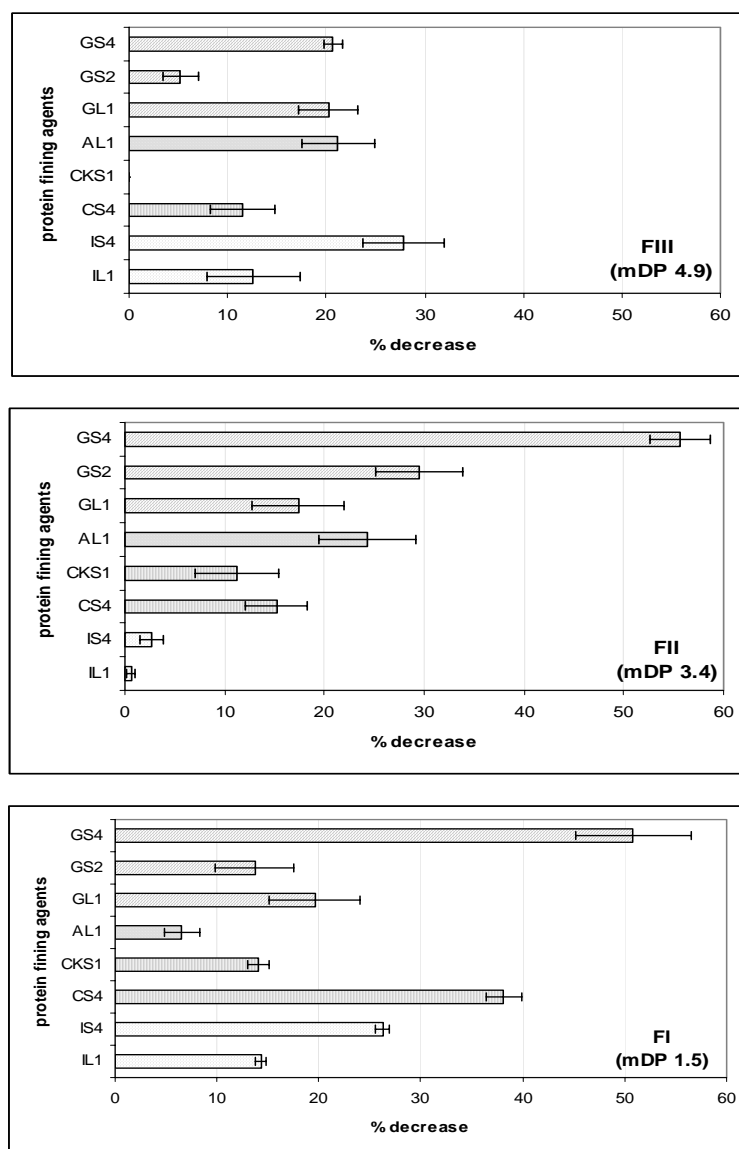 protein fining agents
GS4
GS2
GL1
AL1
CKS1
CS4
IS4
IL1
FIII
(mDP 4.9)
0 10 20 30 40 50 60
% decrease
protein fining agents
GS4
GS2
GL1
AL1
CKS1
CS4
IS4
IL1
FII
(mDP 3.4)
0 10 20 30 40 50 60
% decrease
protein fining agents
GS4
GS2
GL1
AL1
CKS1
CS4
IS4
IL1
FI
(mDP 1.5)
0 10 20 30 40 50 60
% decrease